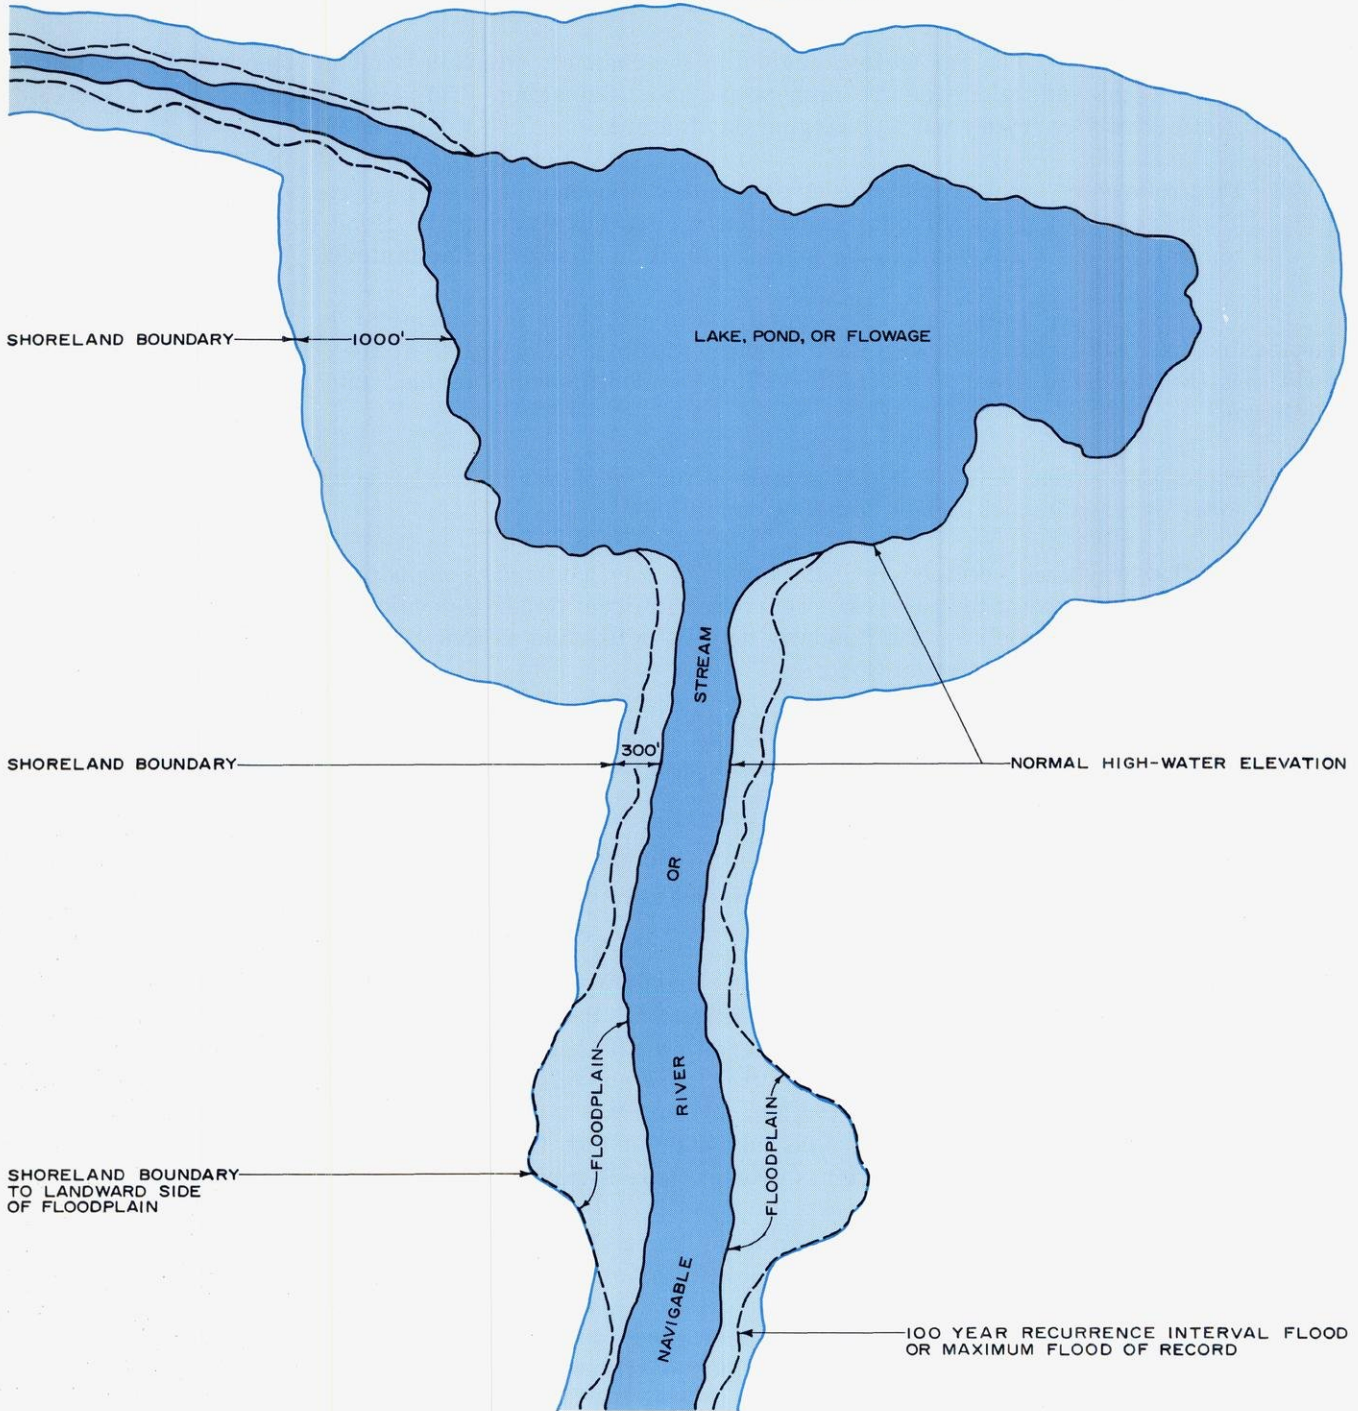 SHORELAND BOUNDARY
1000'
LAKE, POND, OR FLOWAGE
STREAM
SHORELAND BOUNDARY
300'
NORMAL HIGH-WATER ELEVATION
OR
RIVER
FLOODPLAIN
FLOODPLAIN
SHORELAND BOUNDARY
TO LANDWARD SIDE
OF FLOODPLAIN
NAVIGABLE
100 YEAR RECURRENCE INTERVAL FLOOD
OR MAXIMUM FLOOD OF RECORD